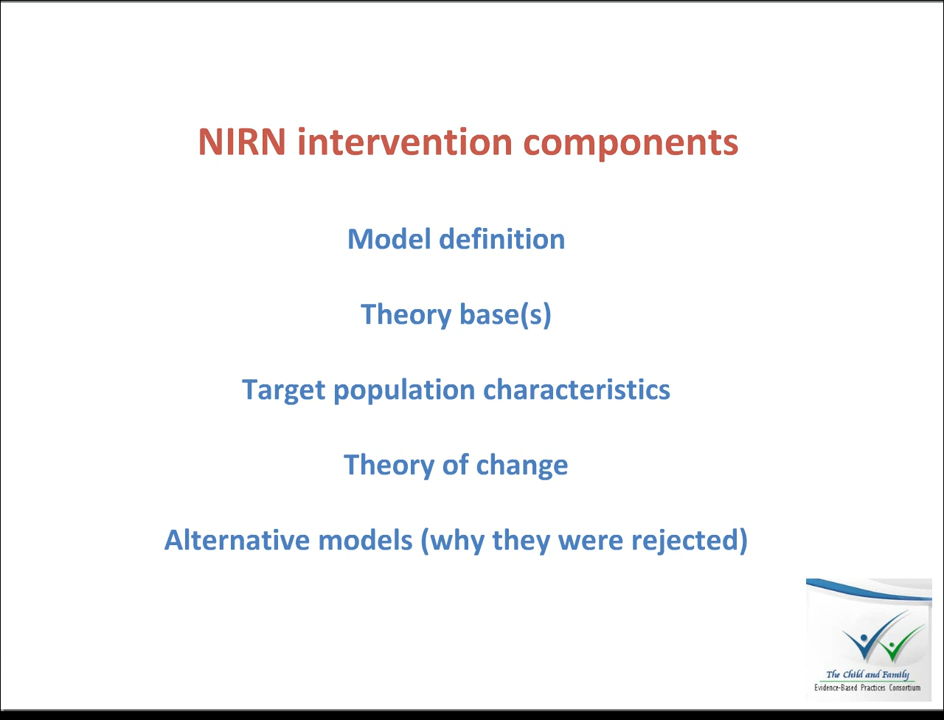 NIRN intervention components
Model definition
Theory base(s)
Target population characteristics
Theory of change
Alternative models (why they were rejected)
The Child and Family
Evidence-Based Practices Consortium